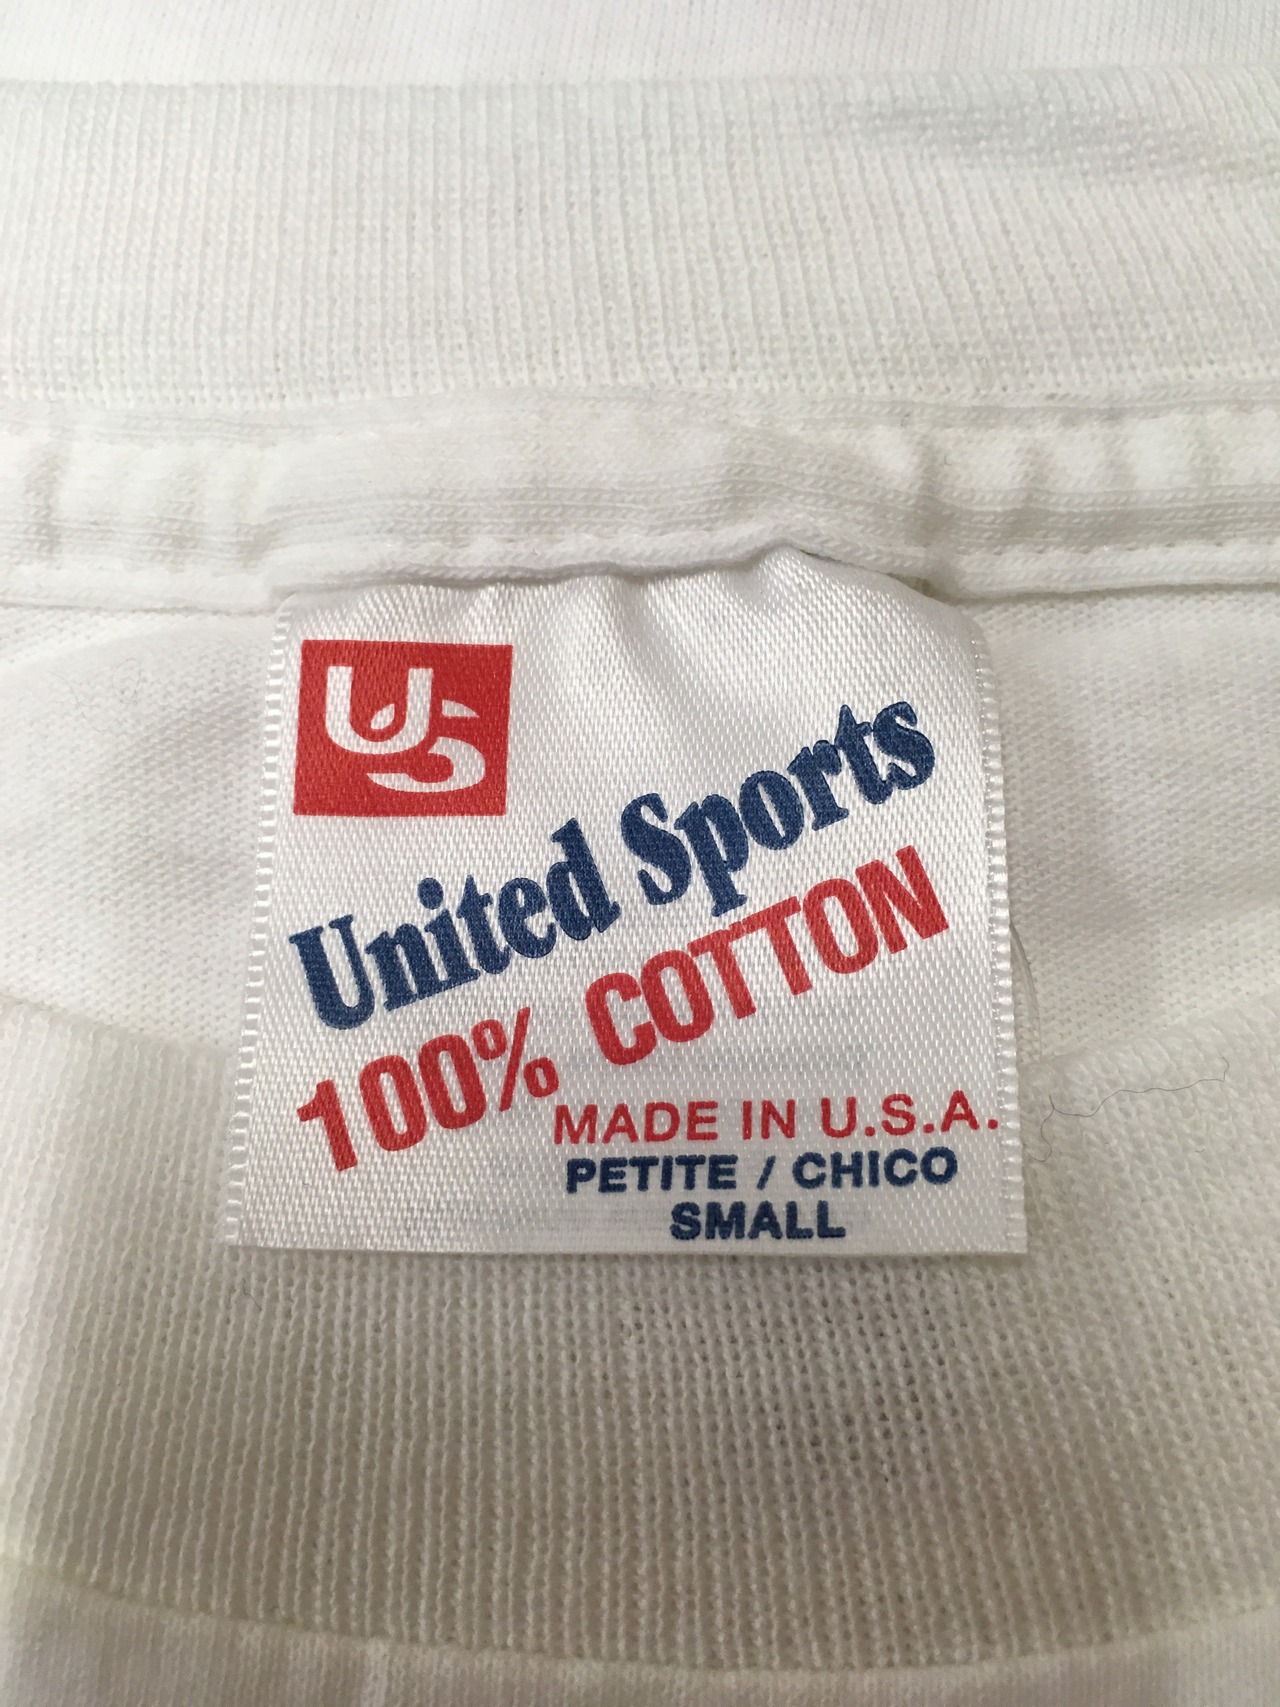 US
United Sports
100% COTTON
MADE IN U.S.A.
PETITE / CHICO
SMALL